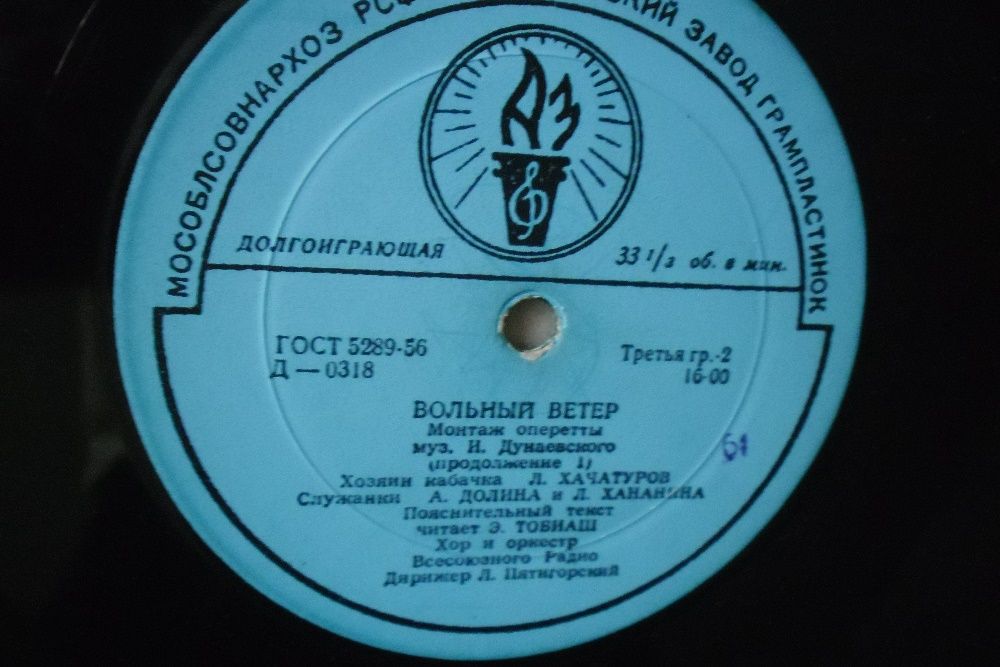 МОСОБЛСОВНАРХОЗ РСФ
КИЙ ЗАВОД ГРАМПЛАСТИНОК
АЗ
ДОЛГОИГРАЮЩАЯ 33 1/3 об. в мин.
ГОСТ 5289-56 Третья гр.-2
Д — 0318 16-00
ВОЛЬНЫЙ ВЕТЕР
Монтаж оперетты
муз. И. Дунаевского
(продолжение 1)
61
Хозяин кабачка Л. ХАЧАТУРОВ
Служанки А. ДОЛИНА и Л. ХАНАНИНА
Пояснительный текст
читает Э. ТОБИАШ
Хор и оркестр
Всесоюзного Радио
Дирижер Л. Пятигорский